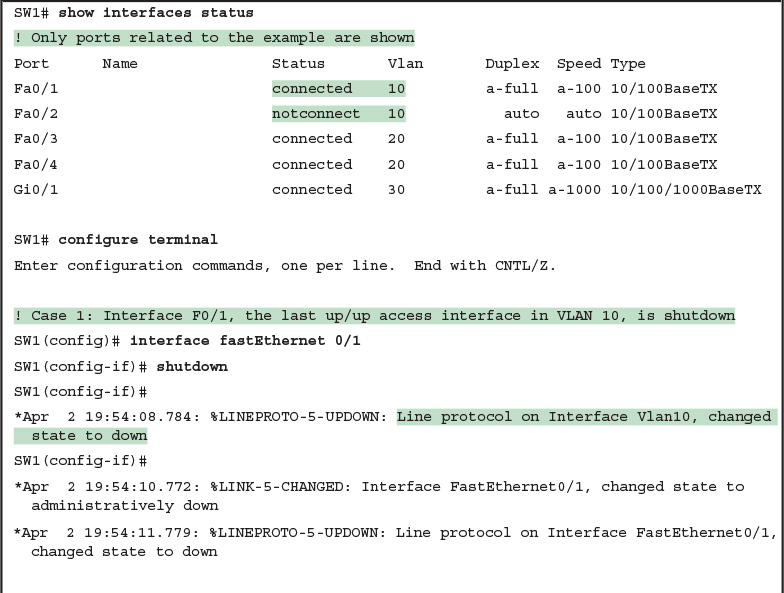 SW1# show interfaces status
! Only ports related to the example are shown
Port      Name               Status       Vlan       Duplex  Speed Type
Fa0/1                        connected    10         a-full  a-100 10/100BaseTX
Fa0/2                        notconnect   10           auto   auto 10/100BaseTX
Fa0/3                        connected    20         a-full  a-100 10/100BaseTX
Fa0/4                        connected    20         a-full  a-100 10/100BaseTX
Gi0/1                        connected    30         a-full a-1000 10/100/1000BaseTX
SW1# configure terminal
Enter configuration commands, one per line.  End with CNTL/Z.
! Case 1: Interface F0/1, the last up/up access interface in VLAN 10, is shutdown
SW1(config)# interface fastEthernet 0/1
SW1(config-if)# shutdown
SW1(config-if)#
*Apr  2 19:54:08.784: %LINEPROTO-5-UPDOWN: Line protocol on Interface Vlan10, changed
  state to down
SW1(config-if)#
*Apr  2 19:54:10.772: %LINK-5-CHANGED: Interface FastEthernet0/1, changed state to
  administratively down
*Apr  2 19:54:11.779: %LINEPROTO-5-UPDOWN: Line protocol on Interface FastEthernet0/1,
  changed state to down